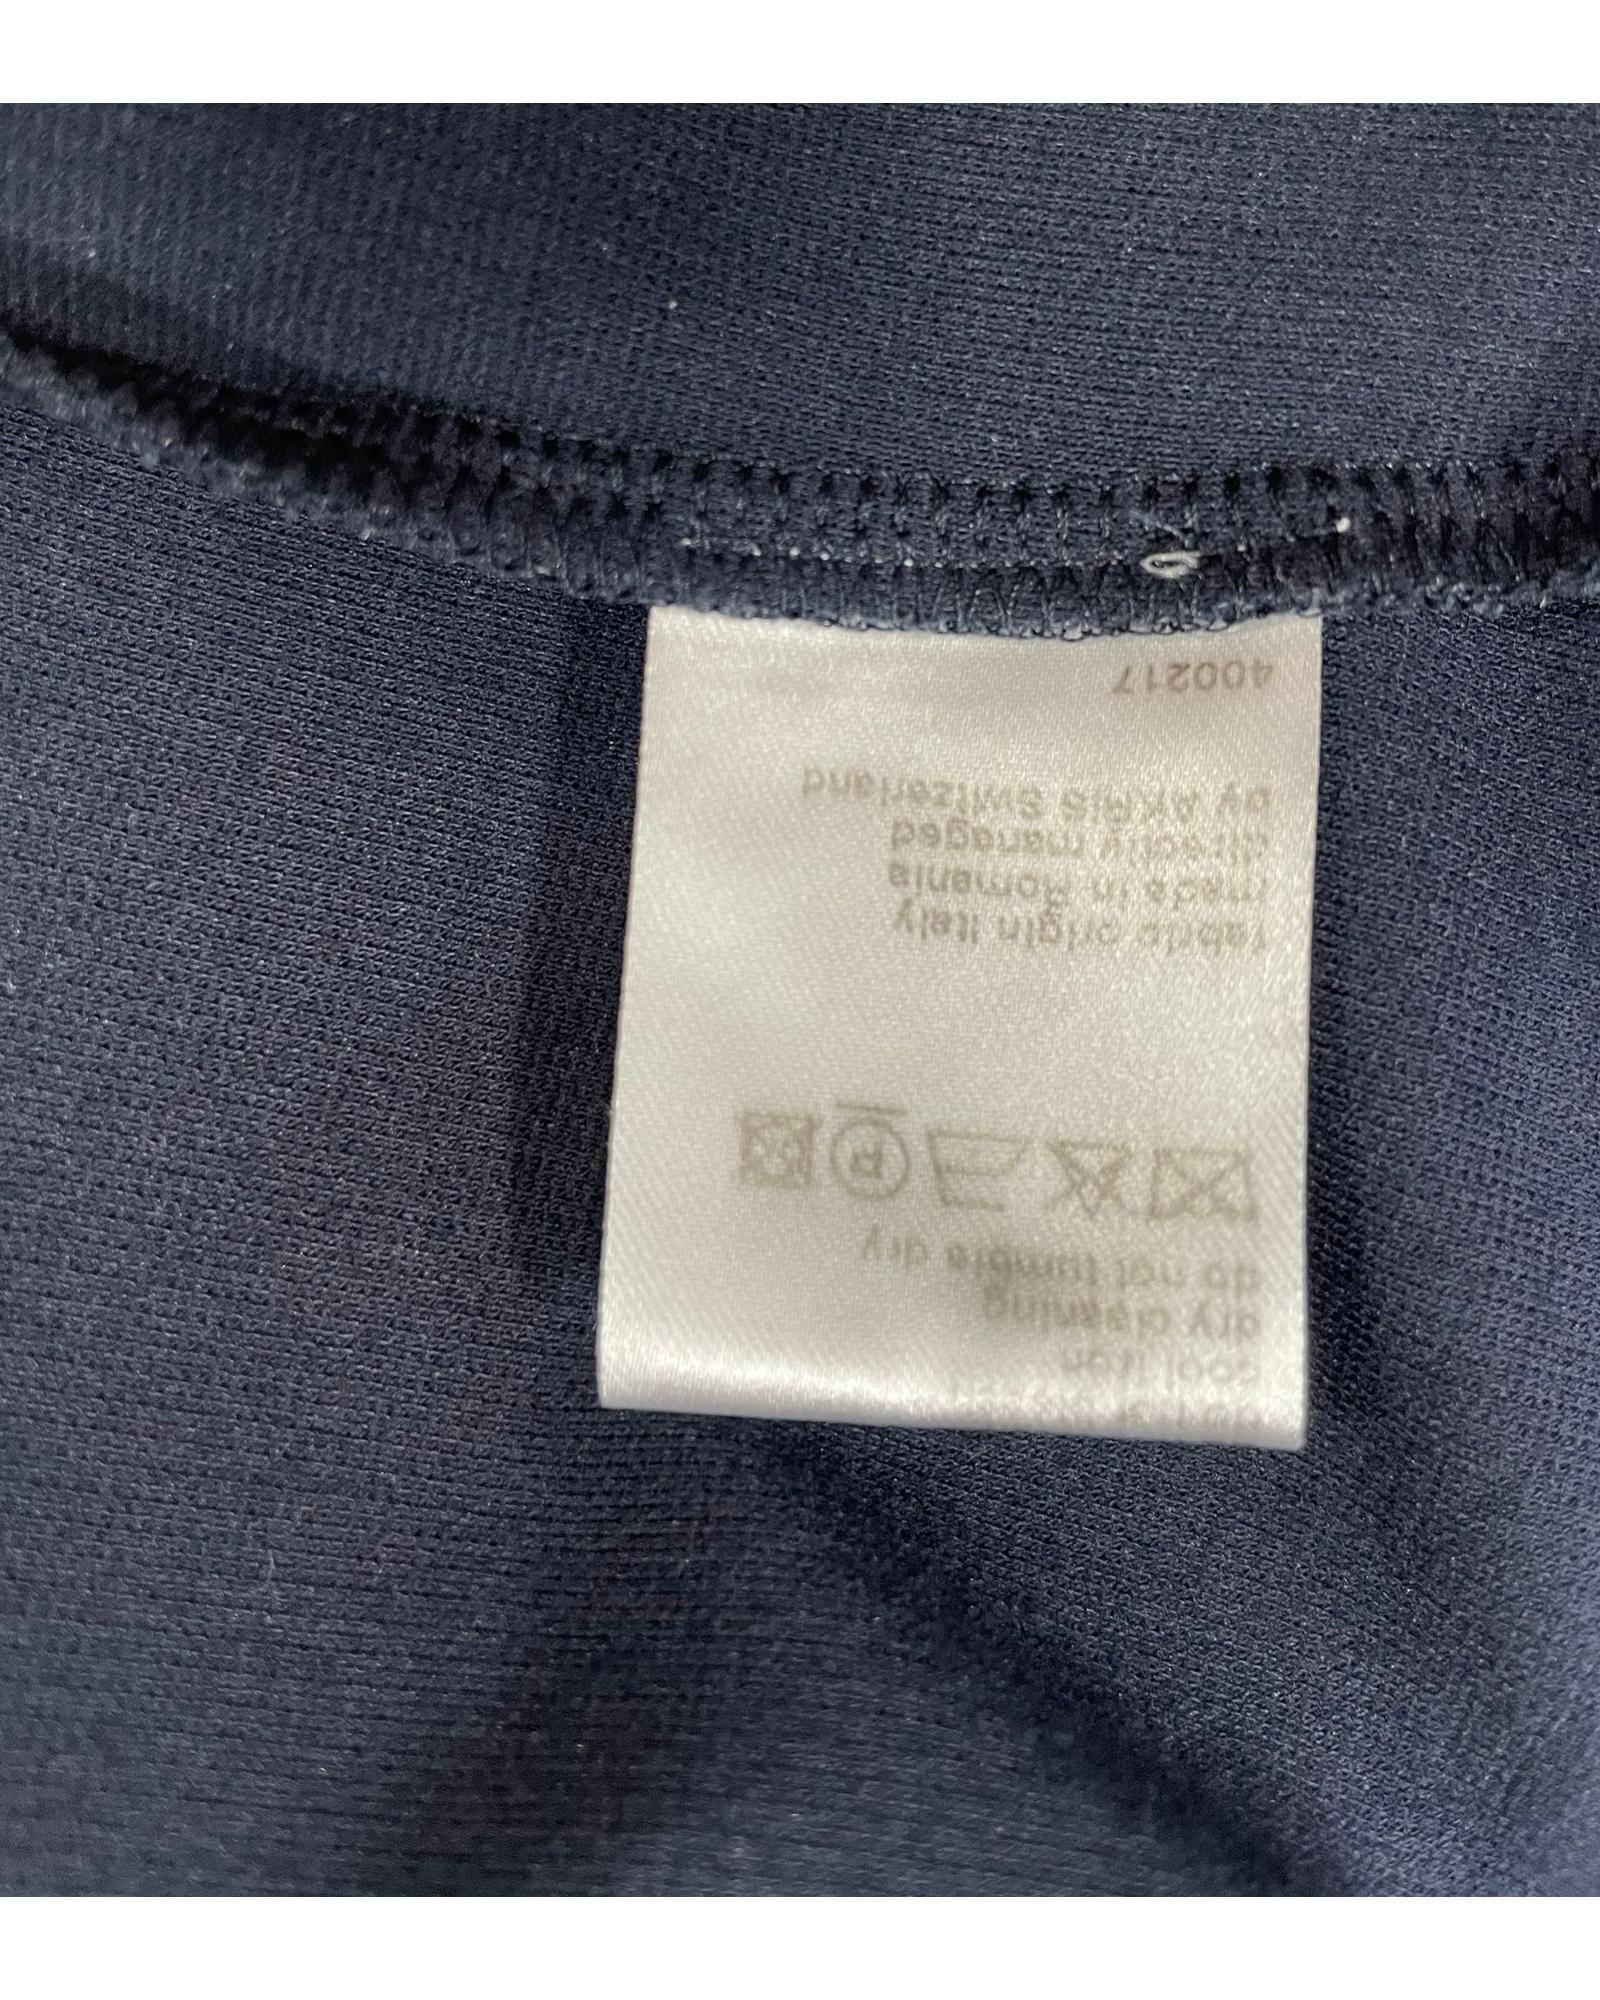 cool iron
dry cleaning
do not tumble dry
P
fabric origin Italy
made in Romania
directly managed
by AKRIS Switzerland
400217